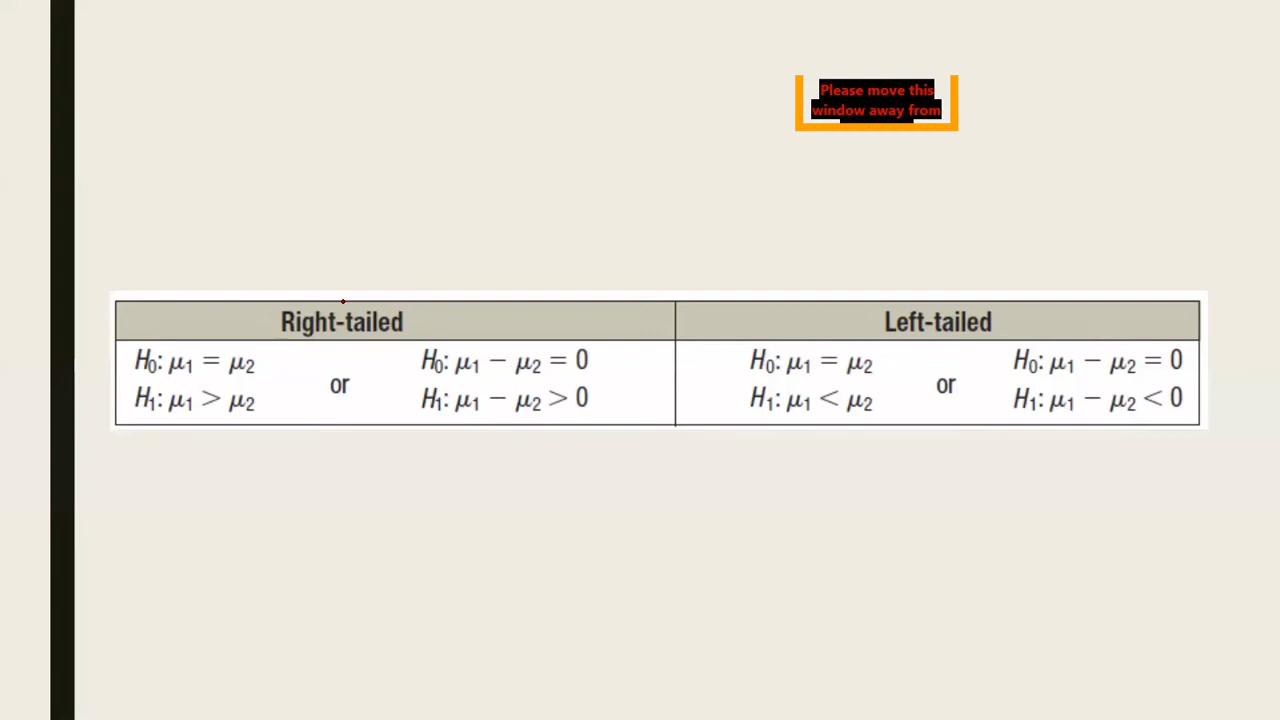 Please move this
window away from
Right-tailed Left-tailed
H₀: μ₁ = μ₂ or H₀: μ₁ − μ₂ = 0 H₀: μ₁ = μ₂ or H₀: μ₁ − μ₂ = 0
H₁: μ₁ > μ₂ H₁: μ₁ − μ₂ > 0 H₁: μ₁ < μ₂ H₁: μ₁ − μ₂ < 0